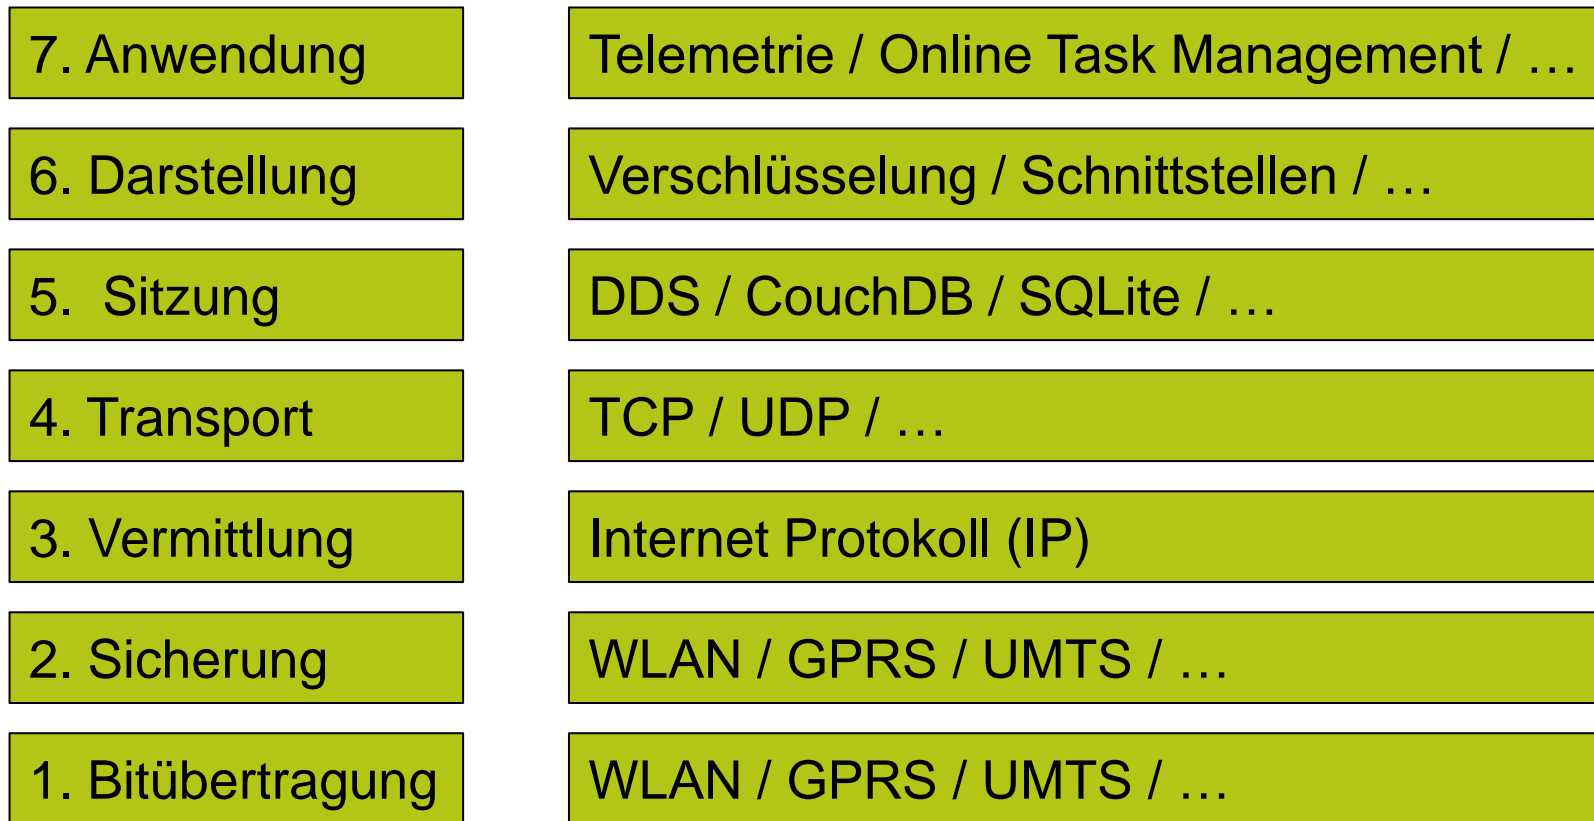 7. Anwendung
Telemetrie / Online Task Management / …
6. Darstellung
Verschlüsselung / Schnittstellen / …
5. Sitzung
DDS / CouchDB / SQLite / …
4. Transport
TCP / UDP / …
3. Vermittlung
Internet Protokoll (IP)
2. Sicherung
WLAN / GPRS / UMTS / …
1. Bitübertragung
WLAN / GPRS / UMTS / …